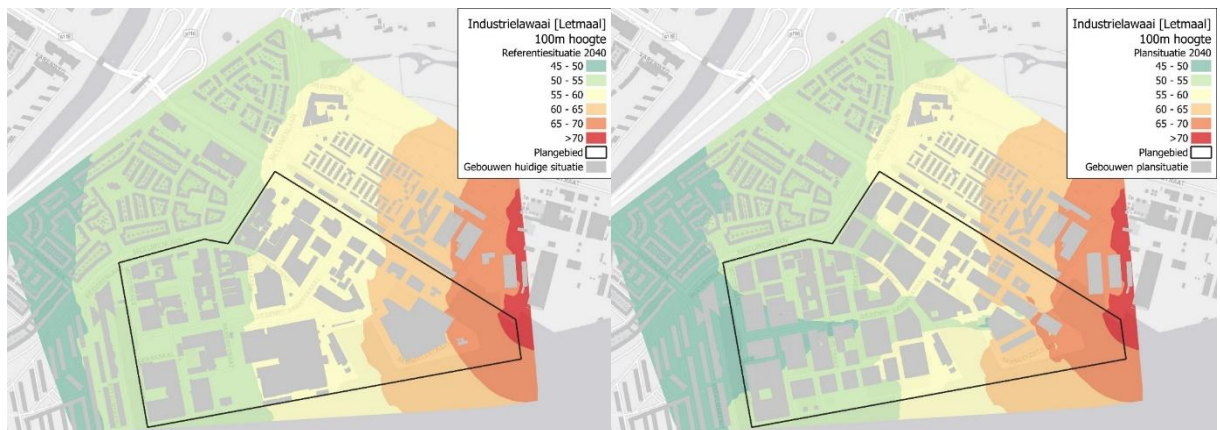 Industrielawaai [Letmaal]
100m hoogte
Referentiesituatie 2040
45 - 50
50 - 55
55 - 60
60 - 65
65 - 70
>70
Plangebied
Gebouwen huidige situatie
Industrielawaai [Letmaal]
100m hoogte
Plansituatie 2040
45 - 50
50 - 55
55 - 60
60 - 65
65 - 70
>70
Plangebied
Gebouwen plansituatie